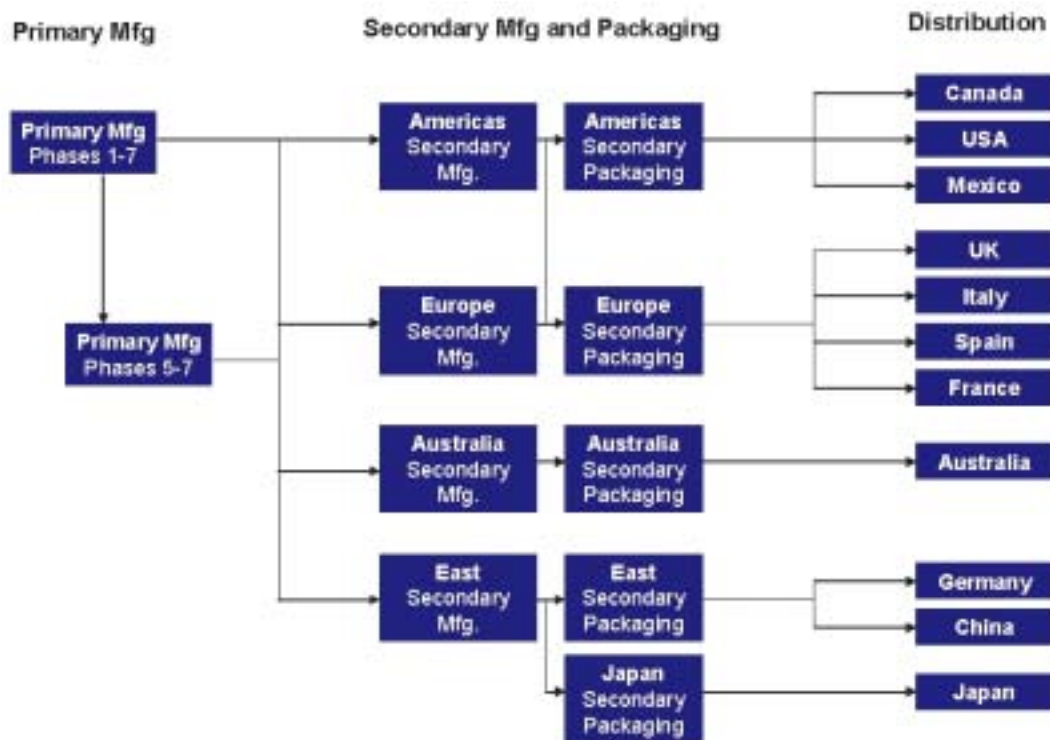 Primary Mfg
Secondary Mfg and Packaging
Distribution
Primary Mfg
Phases 1-7
Primary Mfg
Phases 5-7
Americas
Secondary
Mfg.
Americas
Secondary
Packaging
Canada
USA
Mexico
Europe
Secondary
Mfg.
Europe
Secondary
Packaging
UK
Italy
Spain
France
Australia
Secondary
Mfg.
Australia
Secondary
Packaging
Australia
East
Secondary
Mfg.
East
Secondary
Packaging
Germany
China
Japan
Secondary
Packaging
Japan